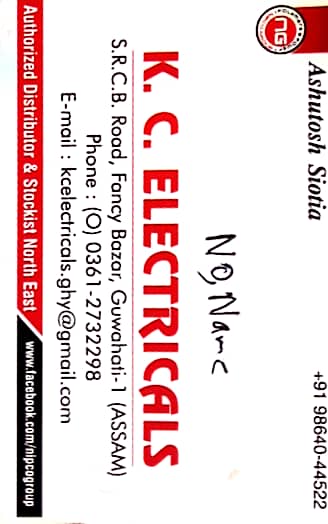 Ashutosh Siotia
+91 98640-44522
NG
NO, Name
K. C. ELECTRICALS
S.R.C.B. Road, Fancy Bazar, Guwahati-1 (ASSAM)
Phone : (O) 0361-2732298
E-mail : kcelectricals.ghy@gmail.com
Authorized Distributor & Stockist North East
www.facebook.com/nipcogroup